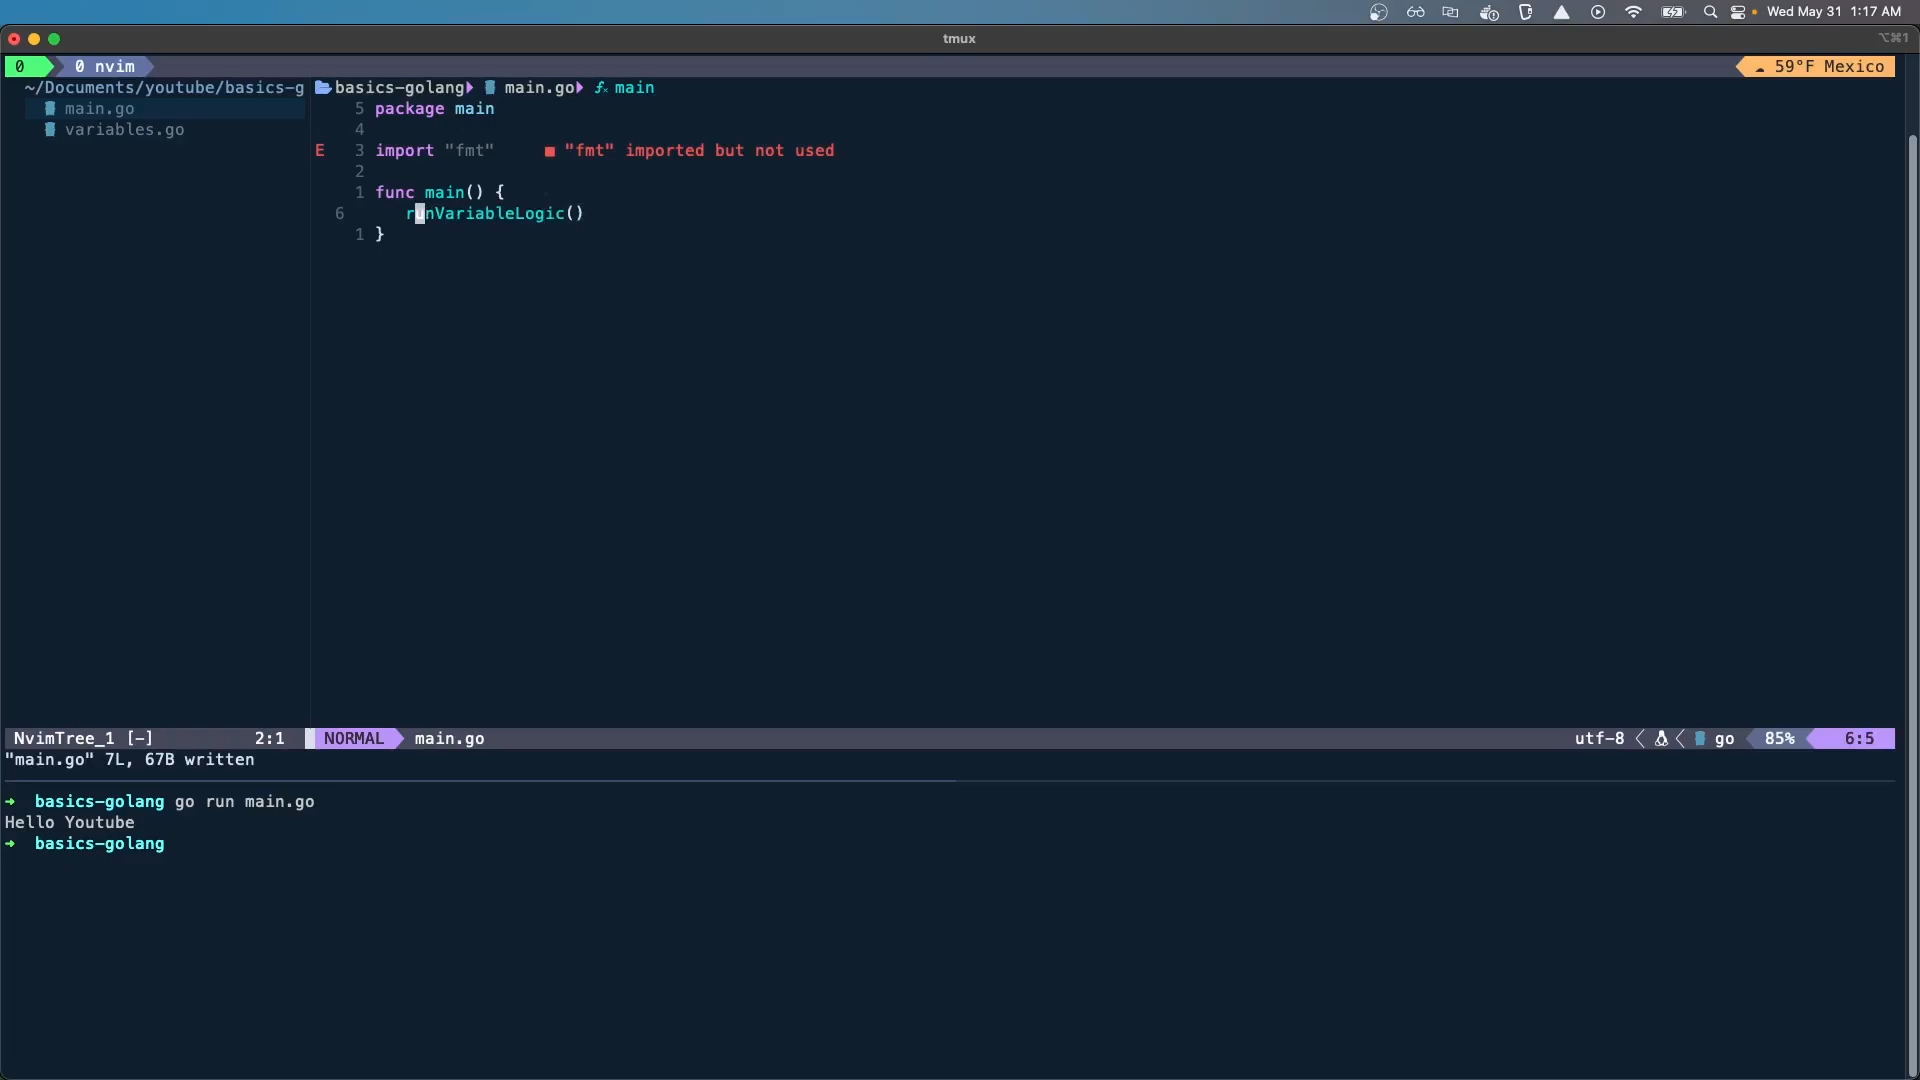 Wed May 31 1:17 AM
tmux
⌥⌘1
0 0 nvim
59°F Mexico
~/Documents/youtube/basics-g
main.go
variables.go
basics-golang main.go main
5 package main
4
E 3 import "fmt" ■ "fmt" imported but not used
2
1 func main() {
6 runVariableLogic()
1 }
NvimTree_1 [-] 2:1 NORMAL main.go utf-8 go 85% 6:5
"main.go" 7L, 67B written
→ basics-golang go run main.go
Hello Youtube
→ basics-golang